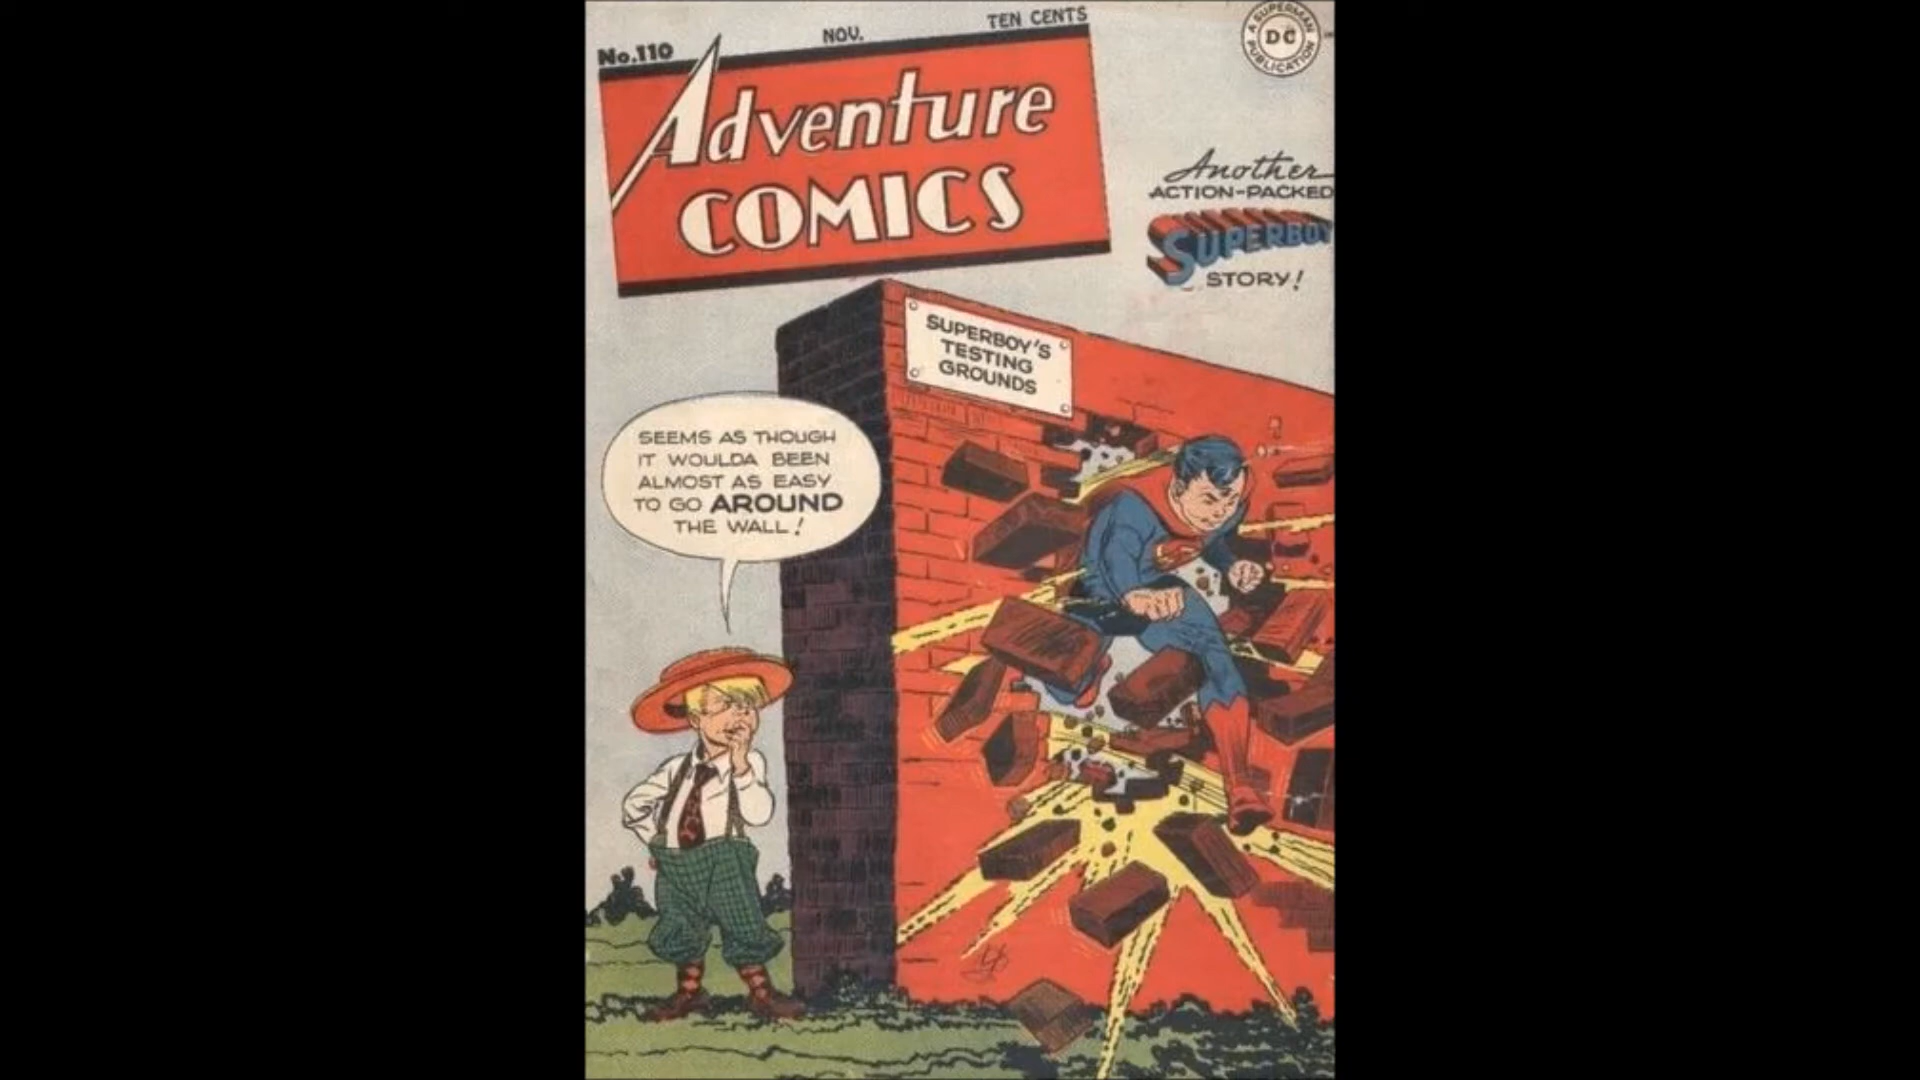 No.110
NOV.
TEN CENTS
A SUPERMAN
DC
PUBLICATION
Adventure
COMICS
Another
ACTION-PACKED
SUPERBOY
STORY!
SUPERBOY'S
TESTING
GROUNDS
SEEMS AS THOUGH
IT WOULDA BEEN
ALMOST AS EASY
TO GO AROUND
THE WALL!